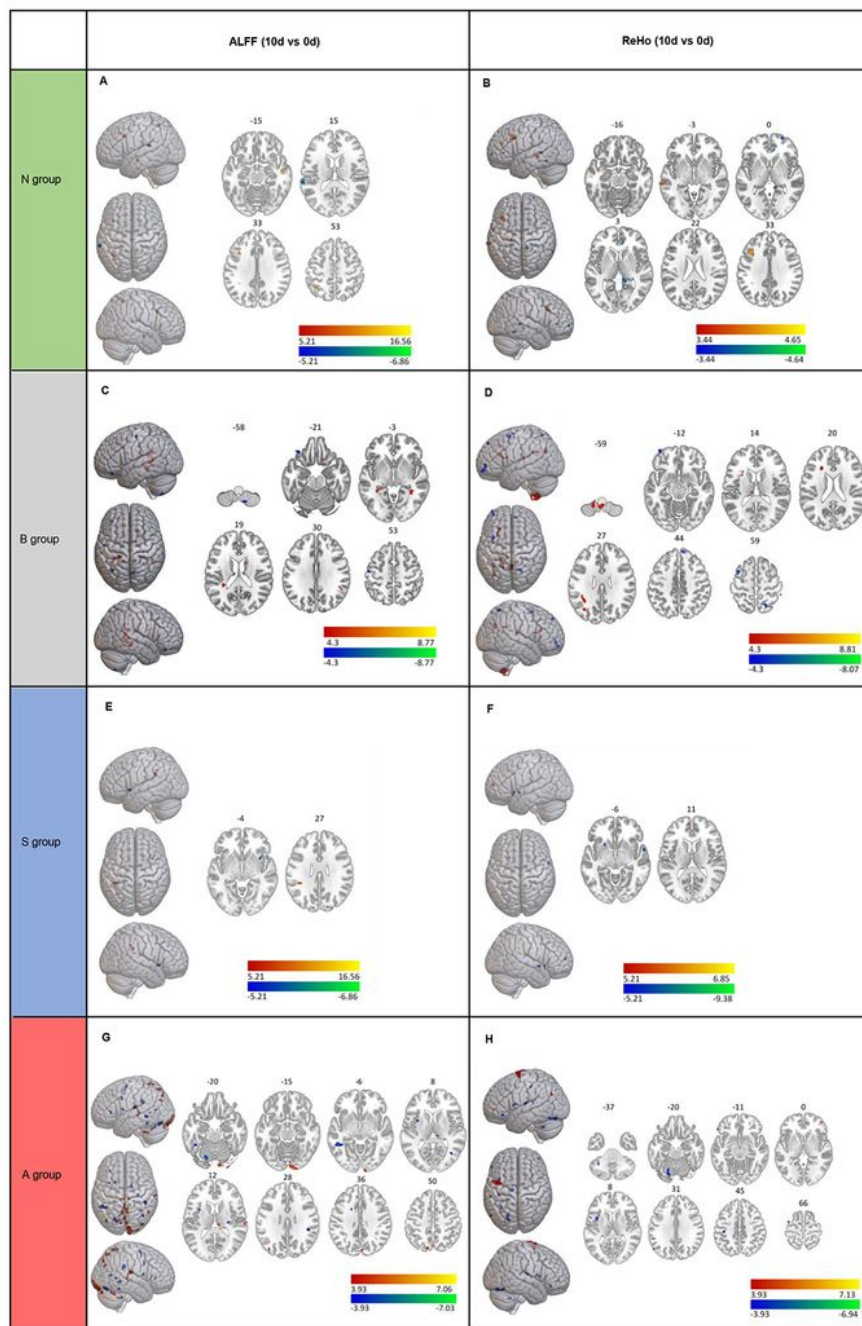 ALFF (10d vs 0d) ReHo (10d vs 0d)
N group
A
-15 15
33 53
5.21 16.56
-5.21 -6.86
B
-16 -3 0
3 22 33
3.44 4.65
-3.44 -4.64
B group
C
-58 -21 -3
19 30 53
4.3 8.77
-4.3 -8.77
D
-59 -12 14 20
27 44 59
4.3 8.81
-4.3 -8.07
S group
E
-4 27
5.21 16.56
-5.21 -6.86
F
-6 11
5.21 6.85
-5.21 -9.38
A group
G
-20 -15 -6 8
12 28 36 50
3.93 7.06
-3.93 -7.03
H
-37 -20 -11 0
8 31 45 66
3.93 7.13
-3.93 -6.94